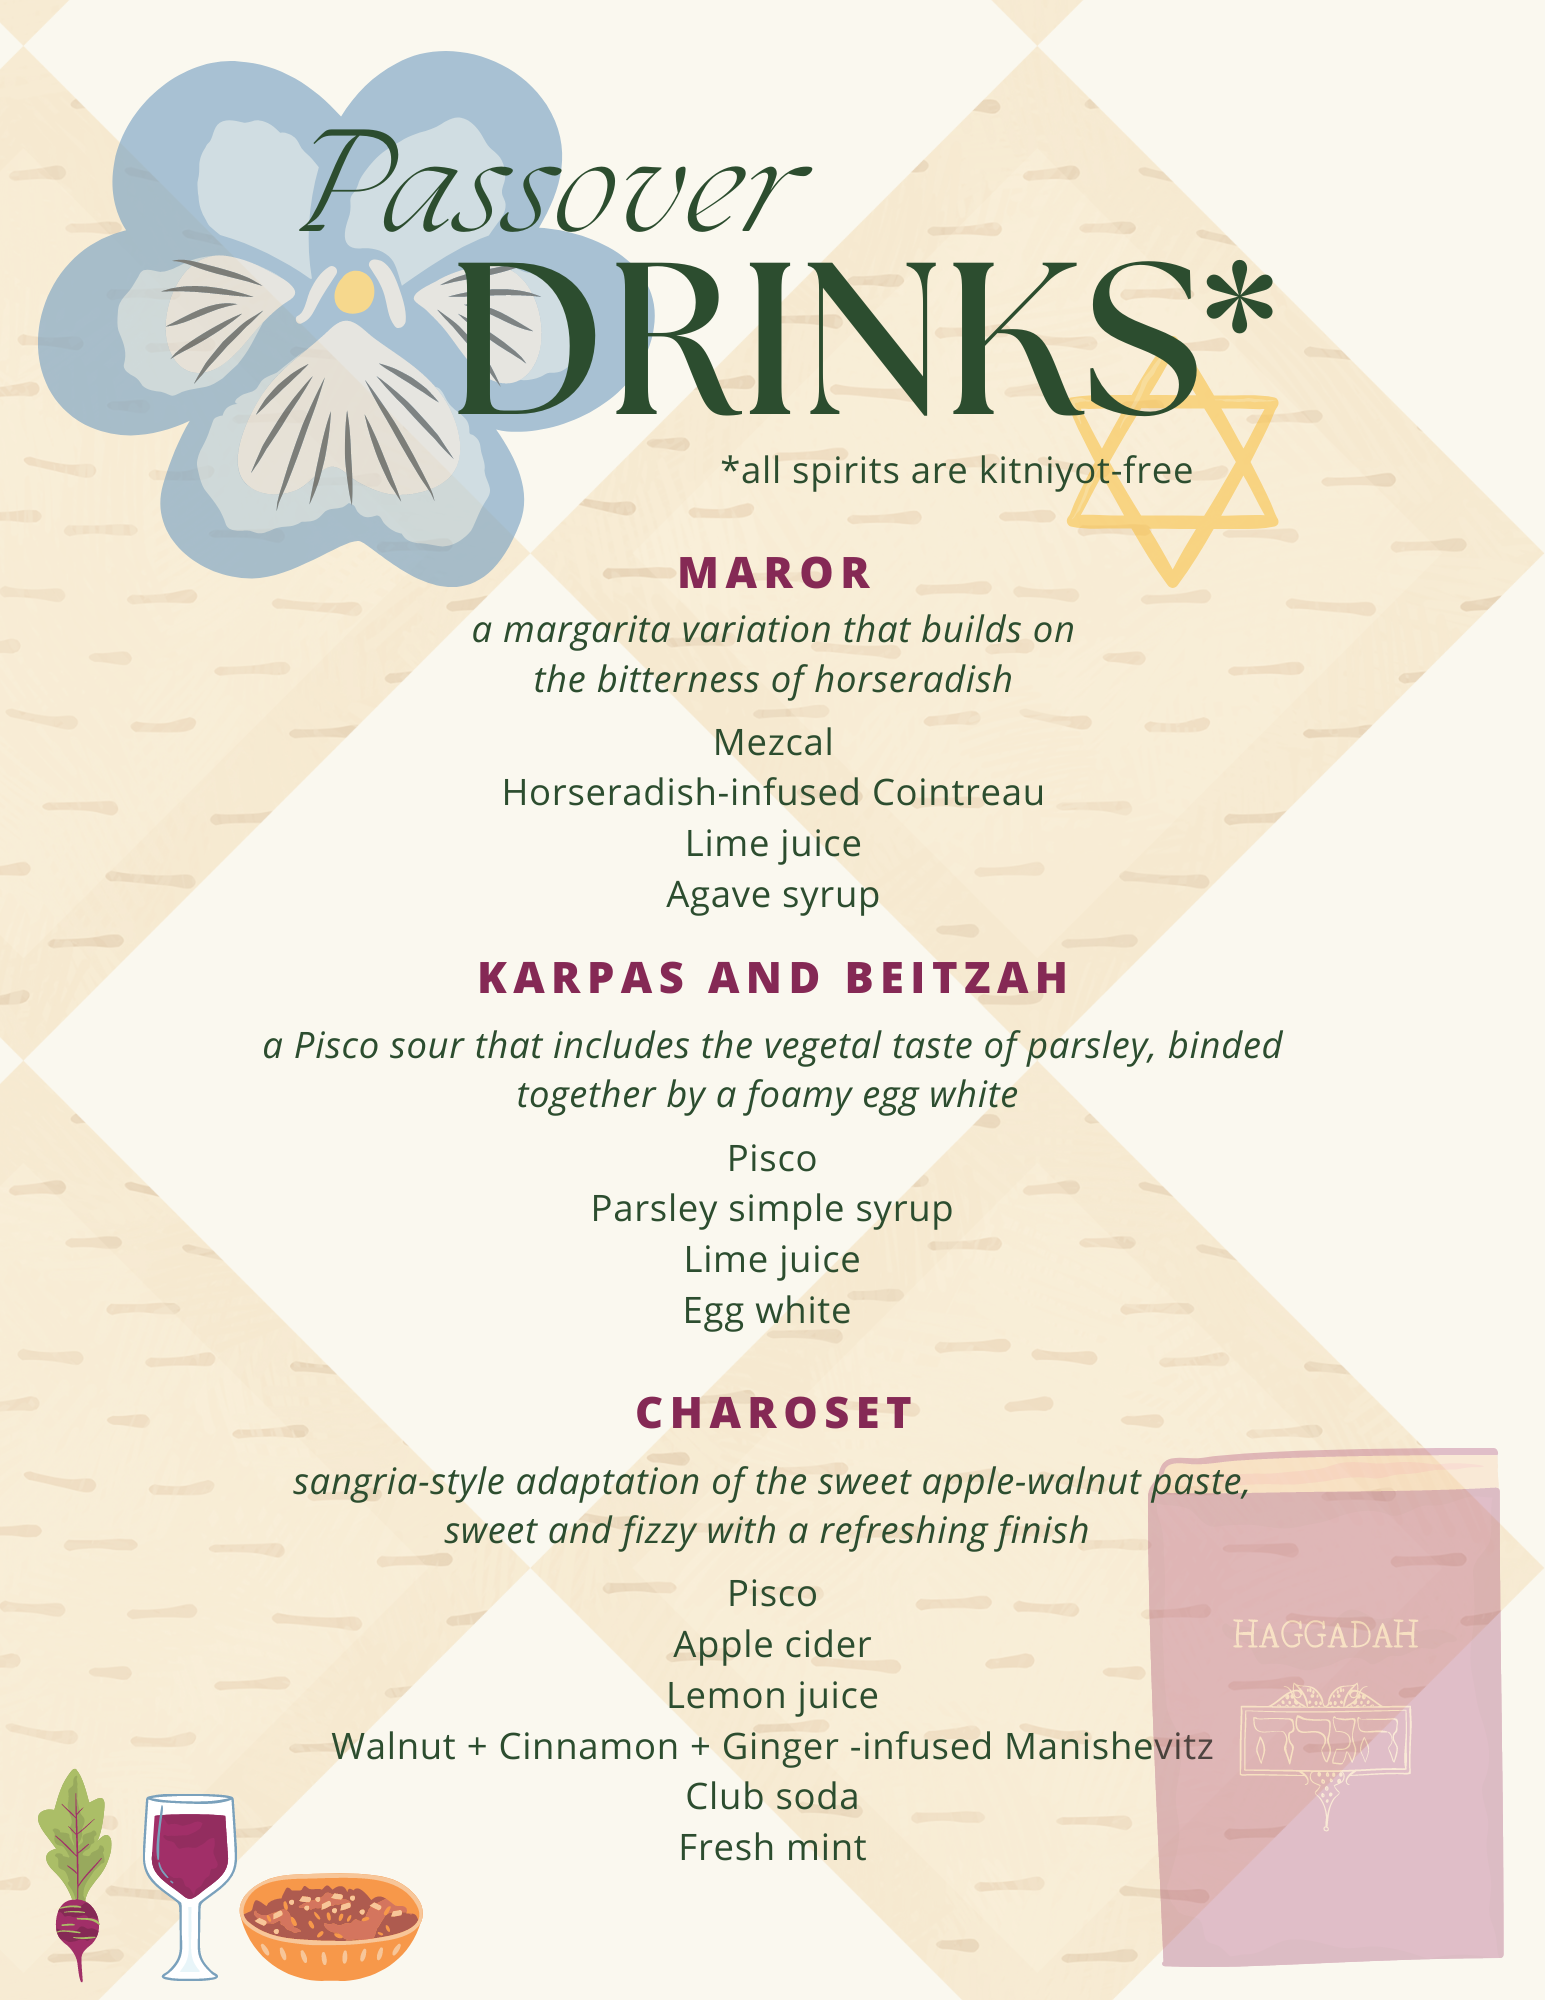 Passover
DRINKS*
*all spirits are kitniyot-free
MAROR
a margarita variation that builds on
the bitterness of horseradish
Mezcal
Horseradish-infused Cointreau
Lime juice
Agave syrup
KARPAS AND BEITZAH
a Pisco sour that includes the vegetal taste of parsley, binded
together by a foamy egg white
Pisco
Parsley simple syrup
Lime juice
Egg white
CHAROSET
sangria-style adaptation of the sweet apple-walnut paste,
sweet and fizzy with a refreshing finish
Pisco
Apple cider
Lemon juice
Walnut + Cinnamon + Ginger -infused Manishevitz
Club soda
Fresh mint
HAGGADAH
הגדה